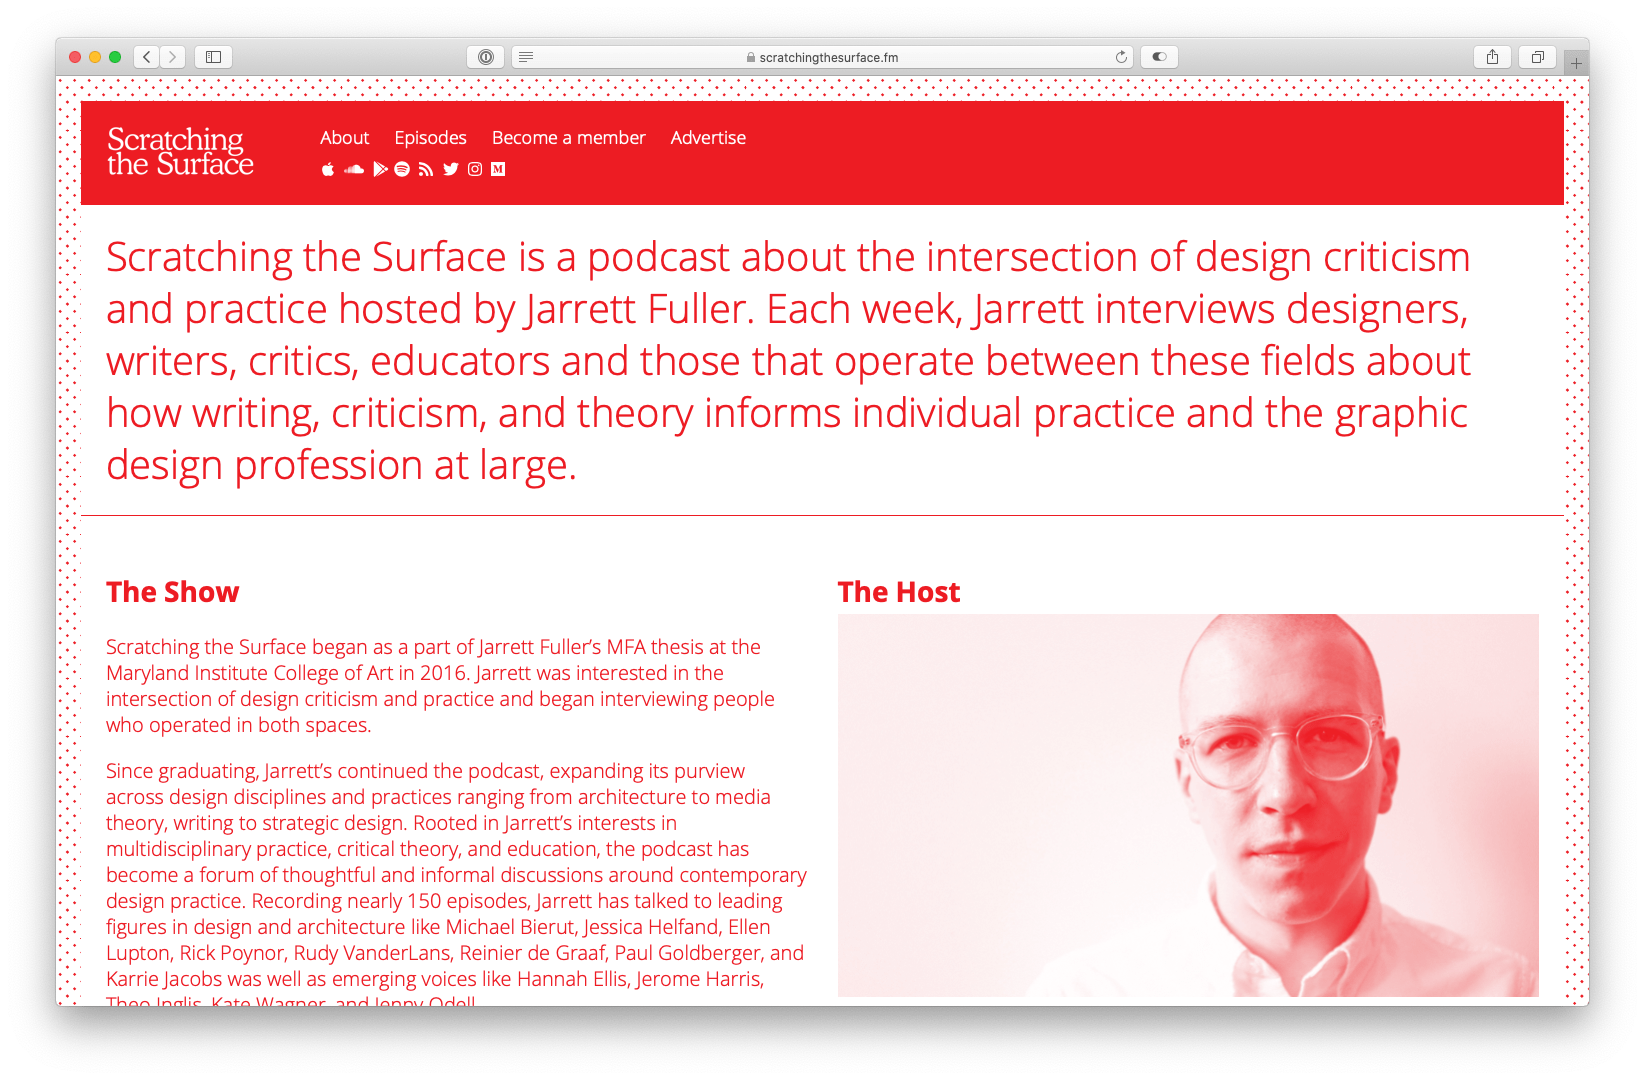 scratchingthesurface.fm
Scratching
the Surface
About Episodes Become a member Advertise
Scratching the Surface is a podcast about the intersection of design criticism
and practice hosted by Jarrett Fuller. Each week, Jarrett interviews designers,
writers, critics, educators and those that operate between these fields about
how writing, criticism, and theory informs individual practice and the graphic
design profession at large.
The Show
Scratching the Surface began as a part of Jarrett Fuller’s MFA thesis at the
Maryland Institute College of Art in 2016. Jarrett was interested in the
intersection of design criticism and practice and began interviewing people
who operated in both spaces.
Since graduating, Jarrett’s continued the podcast, expanding its purview
across design disciplines and practices ranging from architecture to media
theory, writing to strategic design. Rooted in Jarrett’s interests in
multidisciplinary practice, critical theory, and education, the podcast has
become a forum of thoughtful and informal discussions around contemporary
design practice. Recording nearly 150 episodes, Jarrett has talked to leading
figures in design and architecture like Michael Bierut, Jessica Helfand, Ellen
Lupton, Rick Poynor, Rudy VanderLans, Reinier de Graaf, Paul Goldberger, and
Karrie Jacobs was well as emerging voices like Hannah Ellis, Jerome Harris,
Theo Inglis, Kate Wagner, and Jenny Odell.
The Host